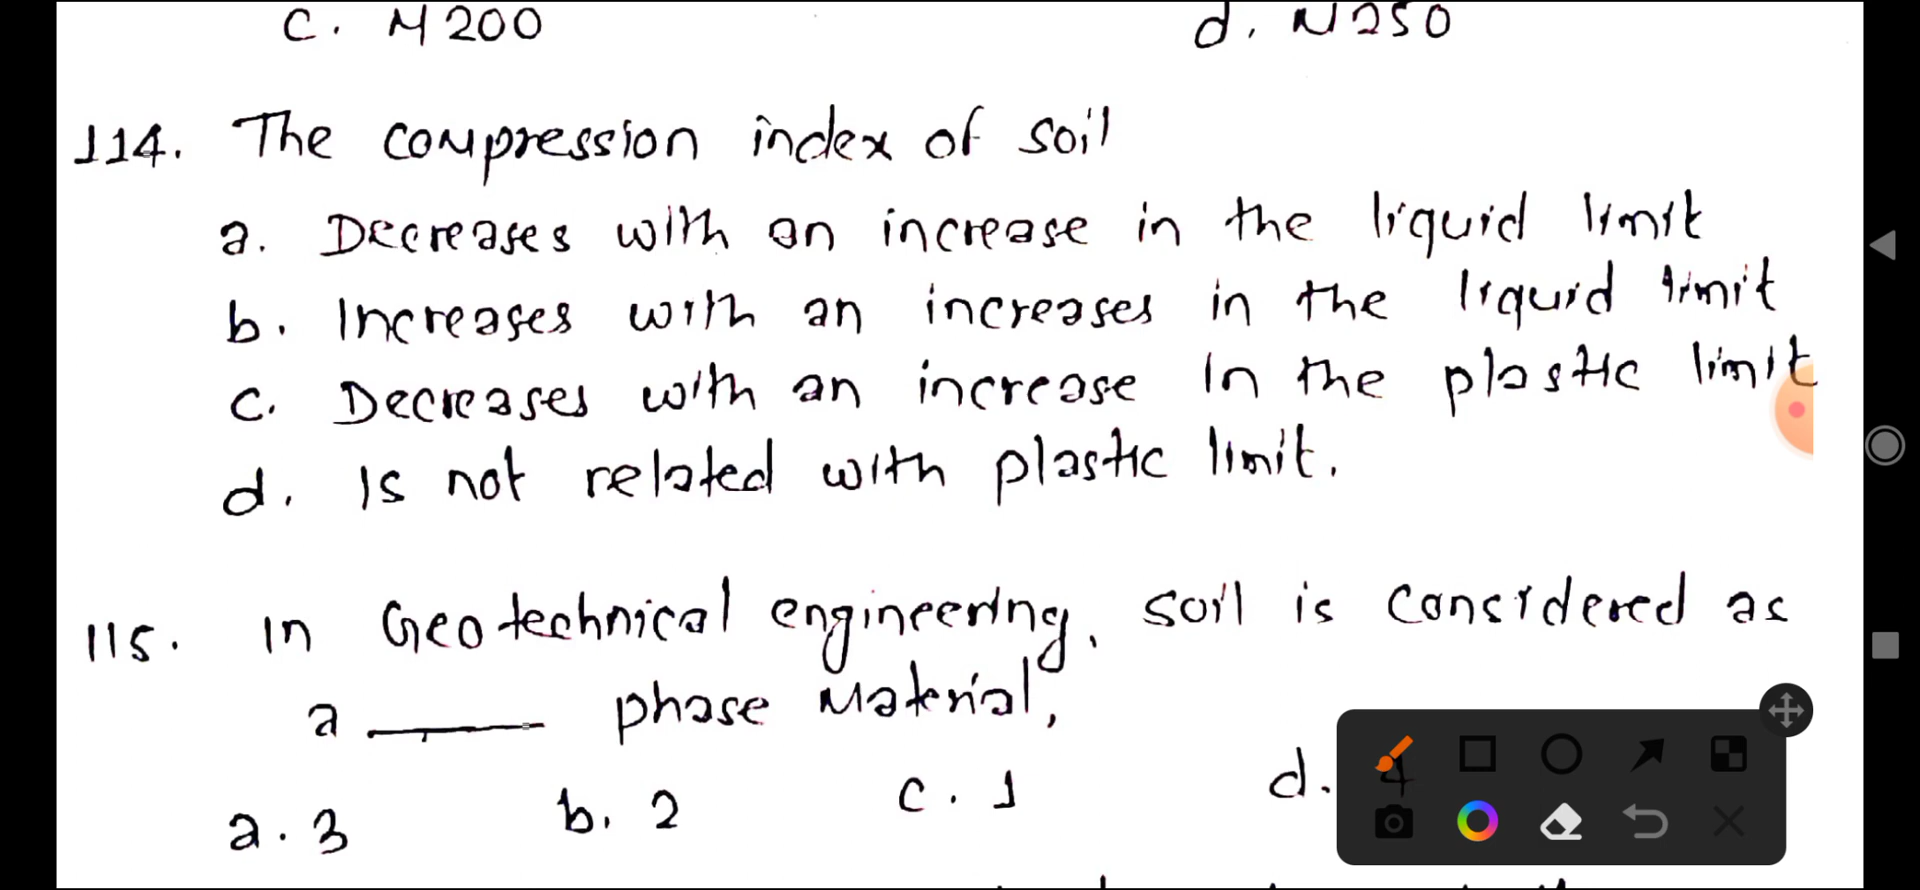 c. M200 d. M250
114. The compression index of soil
a. Decreases with an increase in the liquid limit
b. Increases with an increases in the liquid limit
c. Decreases with an increase In the plastic limit
d. Is not related with plastic limit.
115. In Geotechnical engineering, soil is considered as
a ______ phase Material,
a. 3 b. 2 c. 1 d. 4